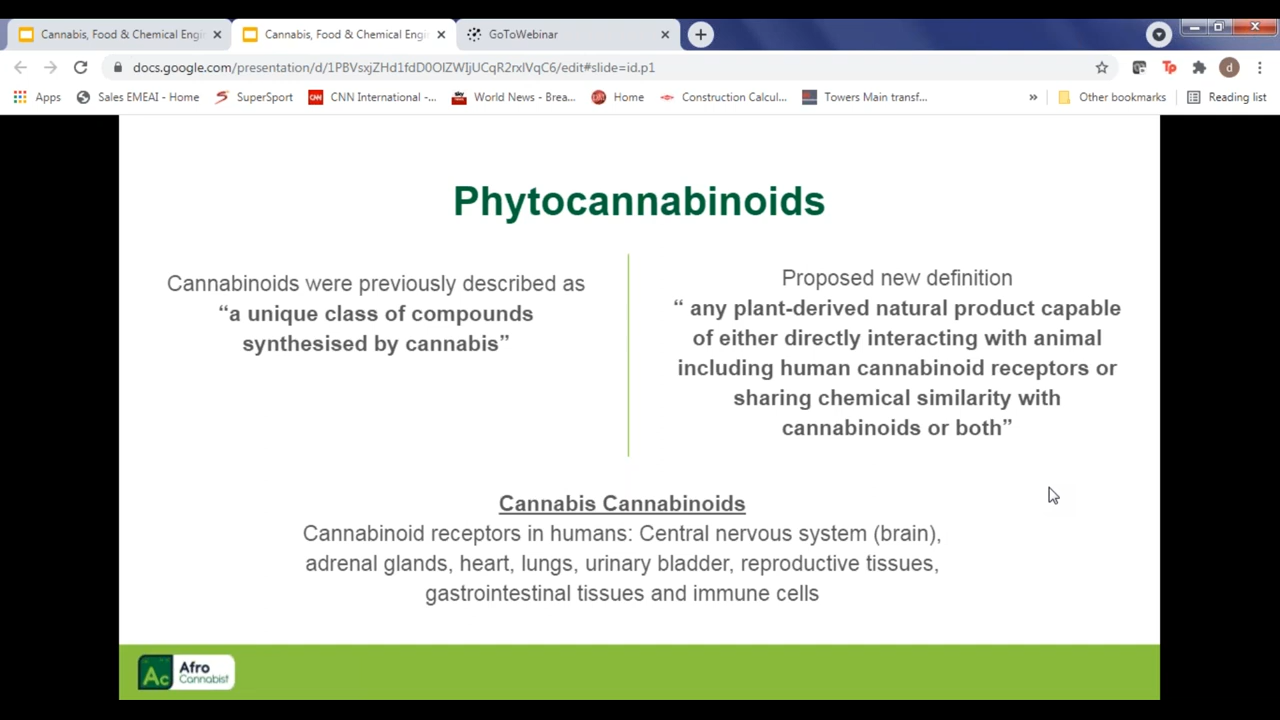 Cannabis, Food & Chemical Engi
Cannabis, Food & Chemical Engi
GoToWebinar
docs.google.com/presentation/d/1PBVsxjZHd1fdD0OIZWIjUCqR2rxlVqC6/edit#slide=id.p1
Tp
d
Apps
Sales EMEAI - Home
SuperSport
CNN
CNN International -...
World News - Brea...
Home
Construction Calcul...
Towers Main transf...
»
Other bookmarks
Reading list
Phytocannabinoids
Cannabinoids were previously described as
“a unique class of compounds
synthesised by cannabis”
Proposed new definition
“ any plant-derived natural product capable
of either directly interacting with animal
including human cannabinoid receptors or
sharing chemical similarity with
cannabinoids or both”
Cannabis Cannabinoids
Cannabinoid receptors in humans: Central nervous system (brain),
adrenal glands, heart, lungs, urinary bladder, reproductive tissues,
gastrointestinal tissues and immune cells
Ac
Afro
Cannabist